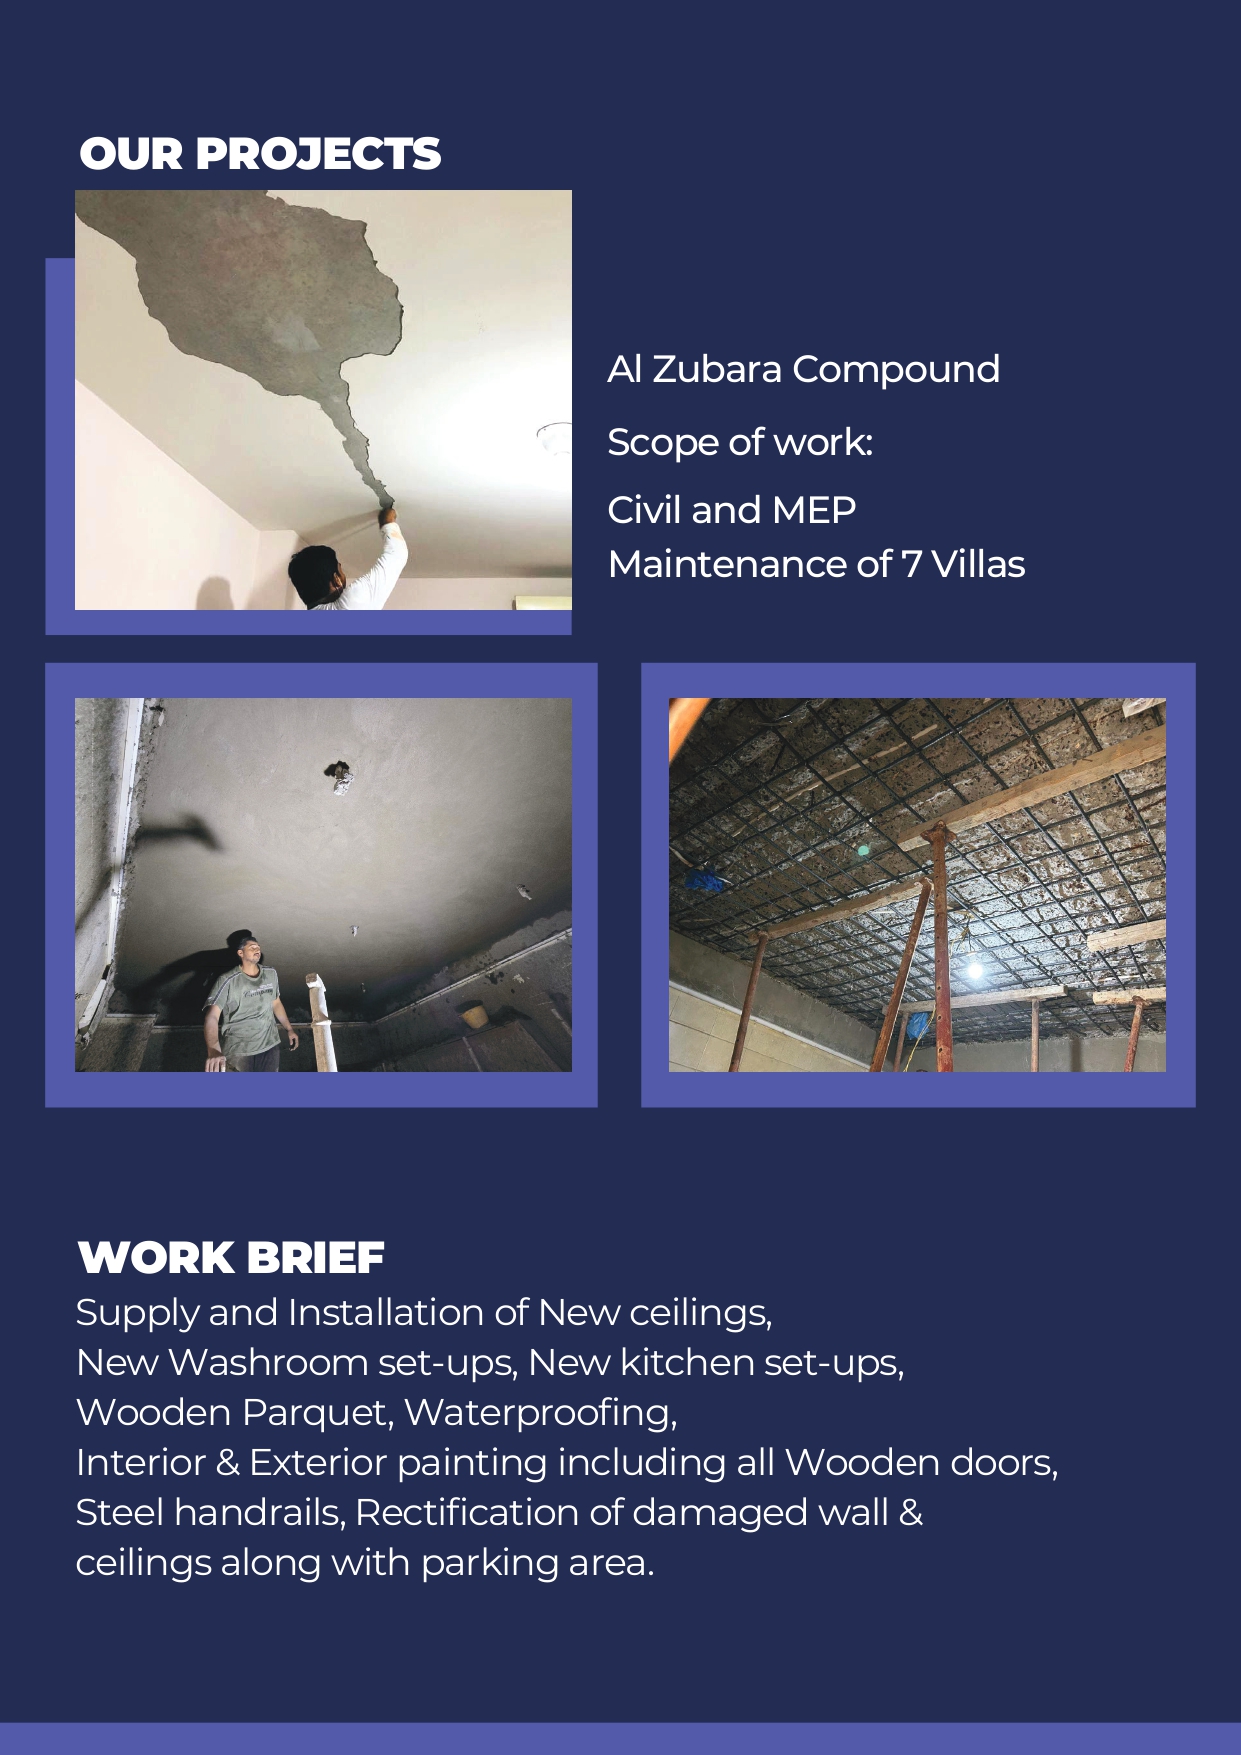 OUR PROJECTS
Al Zubara Compound
Scope of work:
Civil and MEP
Maintenance of 7 Villas
WORK BRIEF
Supply and Installation of New ceilings,
New Washroom set-ups, New kitchen set-ups,
Wooden Parquet, Waterproofing,
Interior & Exterior painting including all Wooden doors,
Steel handrails, Rectification of damaged wall &
ceilings along with parking area.